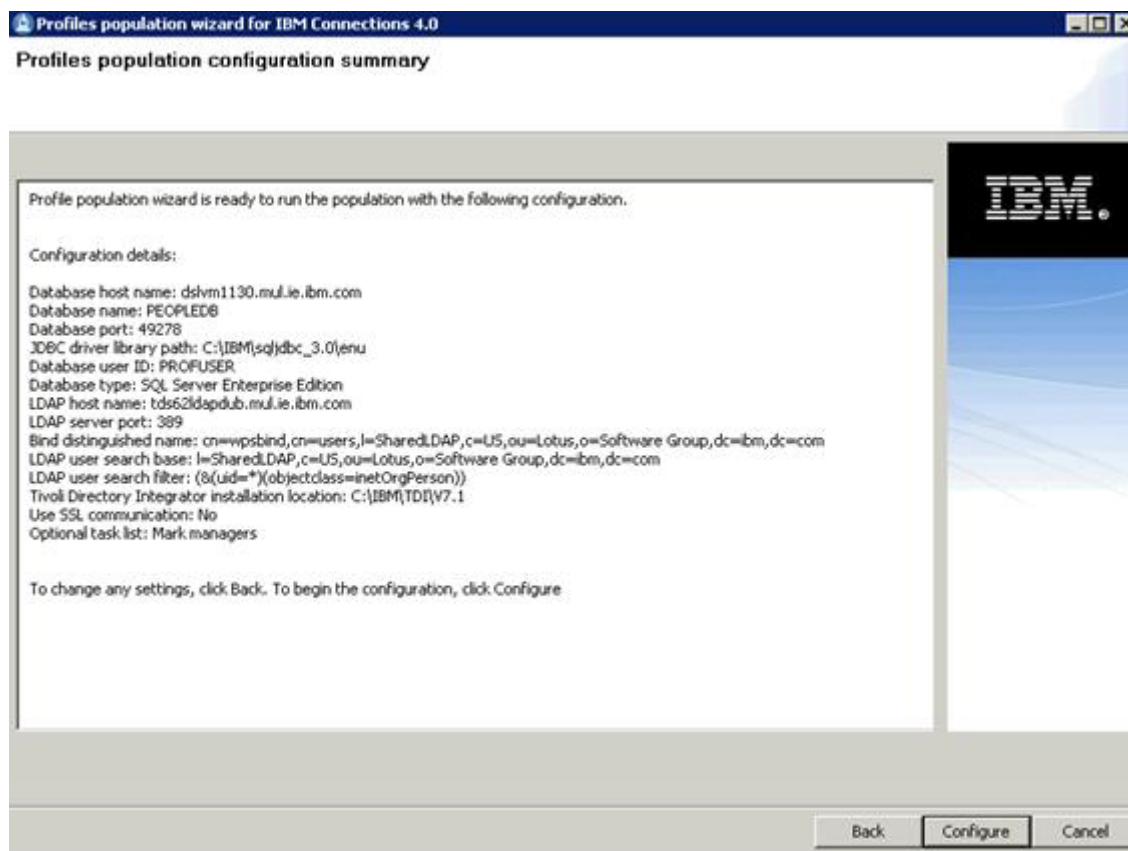 Profiles population wizard for IBM Connections 4.0
Profiles population configuration summary
IBM.
Profile population wizard is ready to run the population with the following configuration.
Configuration details:
Database host name: dslvm1130.mul.ie.ibm.com
Database name: PEOPLEDB
Database port: 49278
JDBC driver library path: C:\IBM\sqljdbc_3.0\enu
Database user ID: PROFUSER
Database type: SQL Server Enterprise Edition
LDAP host name: tds62ldapdub.mul.ie.ibm.com
LDAP server port: 389
Bind distinguished name: cn=wpsbind,cn=users,l=SharedLDAP,c=US,ou=Lotus,o=Software Group,dc=ibm,dc=com
LDAP user search base: l=SharedLDAP,c=US,ou=Lotus,o=Software Group,dc=ibm,dc=com
LDAP user search filter: (&(uid=*)(objectclass=inetOrgPerson))
Tivoli Directory Integrator installation location: C:\IBM\TDI\V7.1
Use SSL communication: No
Optional task list: Mark managers
To change any settings, click Back. To begin the configuration, click Configure
Back Configure Cancel